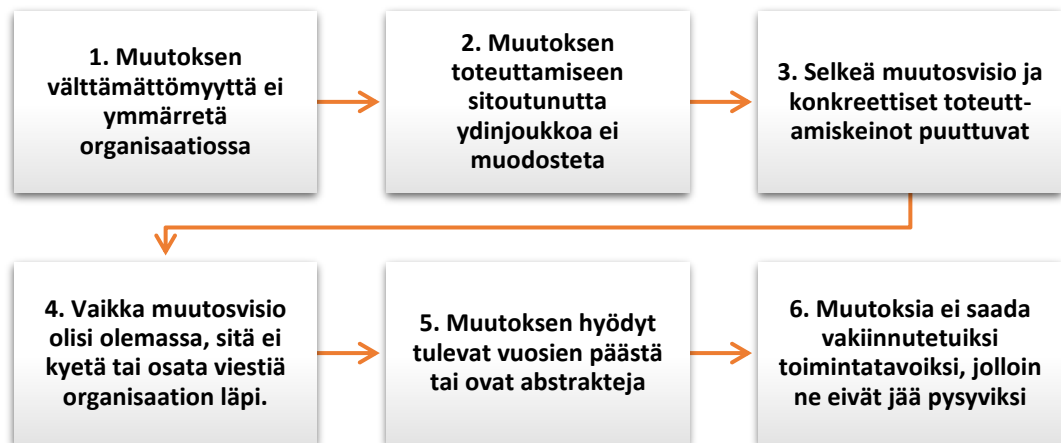 1. Muutoksen
välttämättömyyttä ei
ymmärretä
organisaatiossa
2. Muutoksen
toteuttamiseen
sitoutunutta
ydinjoukkoa ei
muodosteta
3. Selkeä muutosvisio ja
konkreettiset toteutt-
amiskeinot puuttuvat
4. Vaikka muutosvisio
olisi olemassa, sitä ei
kyetä tai osata viestiä
organisaation läpi.
5. Muutoksen hyödyt
tulevat vuosien päästä
tai ovat abstrakteja
6. Muutoksia ei saada
vakiinnutetuiksi
toimintatavoiksi, jolloin
ne eivät jää pysyviksi